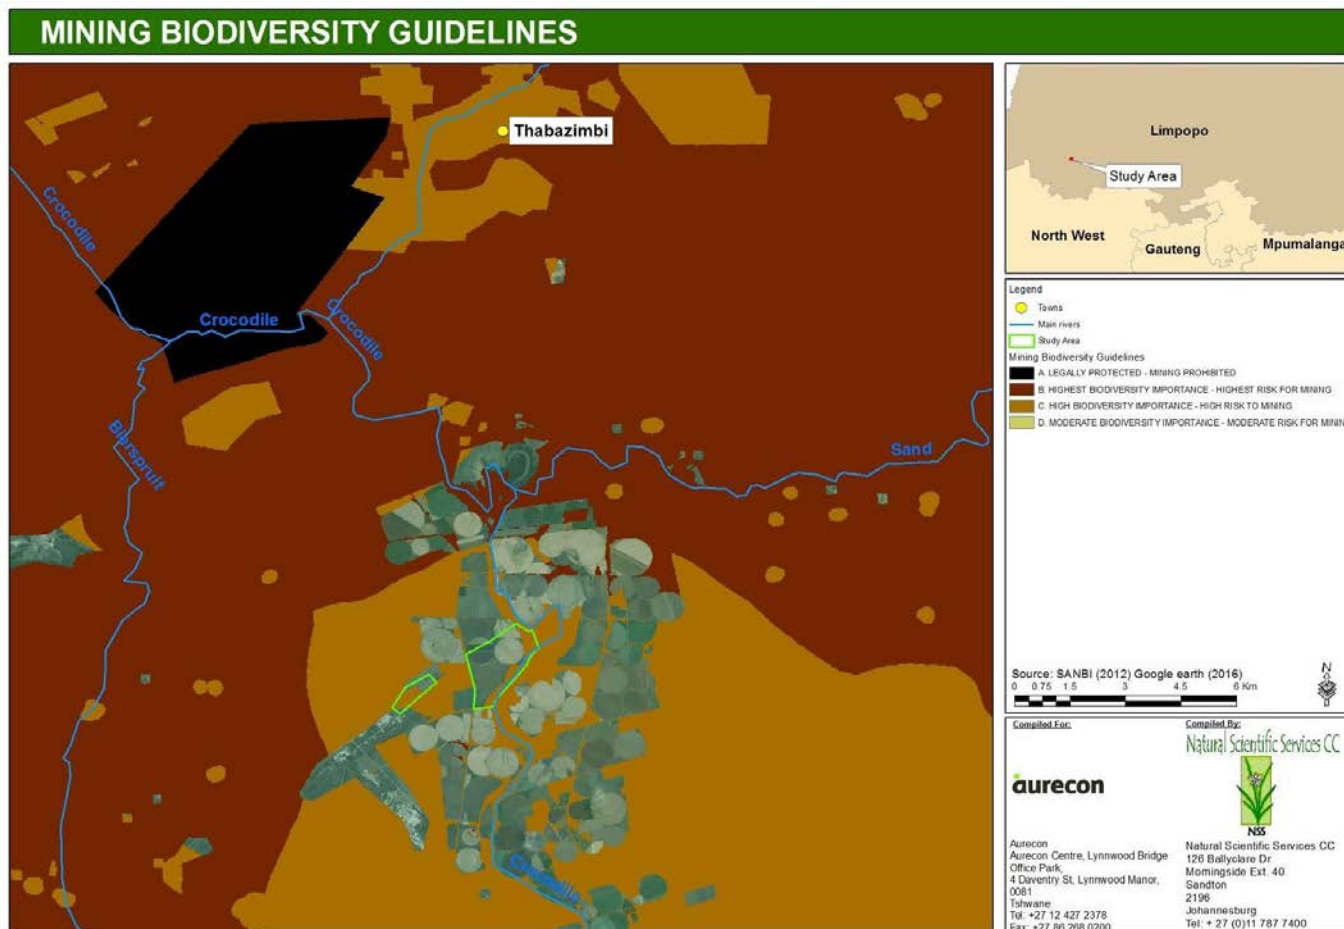 MINING BIODIVERSITY GUIDELINES
Thabazimbi
Crocodile
Crocodile
Crocodile
Bierspruit
Sand
Crocodile
Limpopo
Study Area
North West
Gauteng
Mpumalanga
Legend
Towns
Main rivers
Study Area
Mining Biodiversity Guidelines
A. LEGALLY PROTECTED - MINING PROHIBITED
B. HIGHEST BIODIVERSITY IMPORTANCE - HIGHEST RISK FOR MINING
C. HIGH BIODIVERSITY IMPORTANCE - HIGH RISK TO MINING
D. MODERATE BIODIVERSITY IMPORTANCE - MODERATE RISK FOR MININ
Source: SANBI (2012) Google earth (2016)
0 0.75 1.5 3 4.5 6 Km
N
Compiled For:
aurecon
Aurecon
Aurecon Centre, Lynnwood Bridge
Office Park,
4 Daventry St, Lynnwood Manor,
0081
Tshwane
Tel: +27 12 427 2378
Fax: +27 86 268 0200
Compiled By:
Natural Scientific Services CC
NSS
Natural Scientific Services CC
126 Ballyclare Dr
Morningside Ext. 40
Sandton
2196
Johannesburg
Tel: + 27 (0)11 787 7400